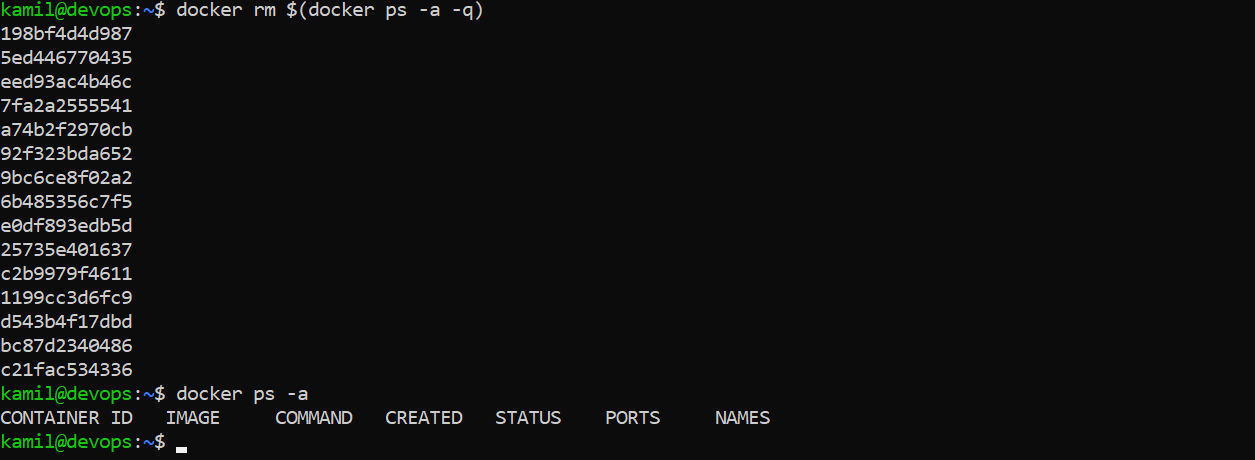 kamil@devops:~$ docker rm $(docker ps -a -q)
198bf4d4d987
5ed446770435
eed93ac4b46c
7fa2a2555541
a74b2f2970cb
92f323bda652
9bc6ce8f02a2
6b485356c7f5
e0df893edb5d
25735e401637
c2b9979f4611
1199cc3d6fc9
d543b4f17dbd
bc87d2340486
c21fac534336
kamil@devops:~$ docker ps -a
CONTAINER ID   IMAGE     COMMAND   CREATED   STATUS    PORTS     NAMES
kamil@devops:~$